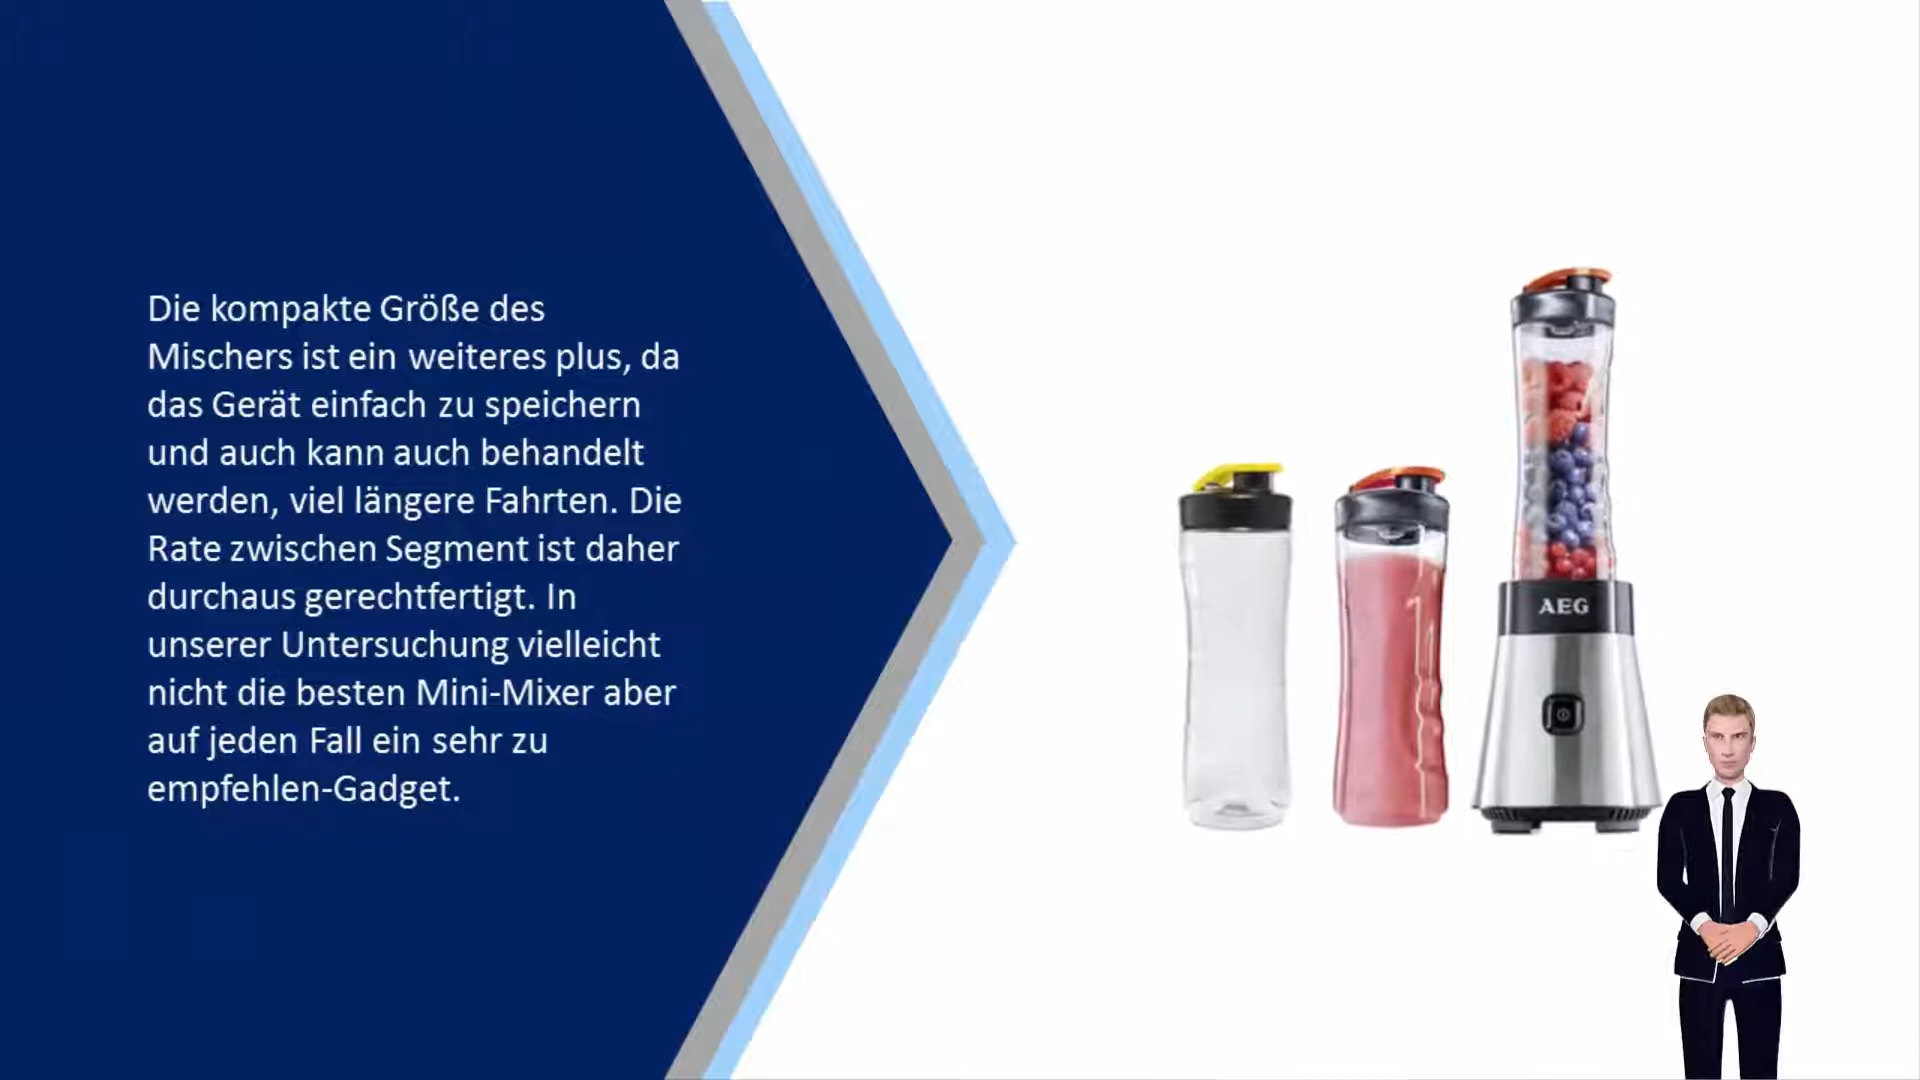 Die kompakte Größe des
Mischers ist ein weiteres plus, da
das Gerät einfach zu speichern
und auch kann auch behandelt
werden, viel längere Fahrten. Die
Rate zwischen Segment ist daher
durchaus gerechtfertigt. In
unserer Untersuchung vielleicht
nicht die besten Mini-Mixer aber
auf jeden Fall ein sehr zu
empfehlen-Gadget.
AEG